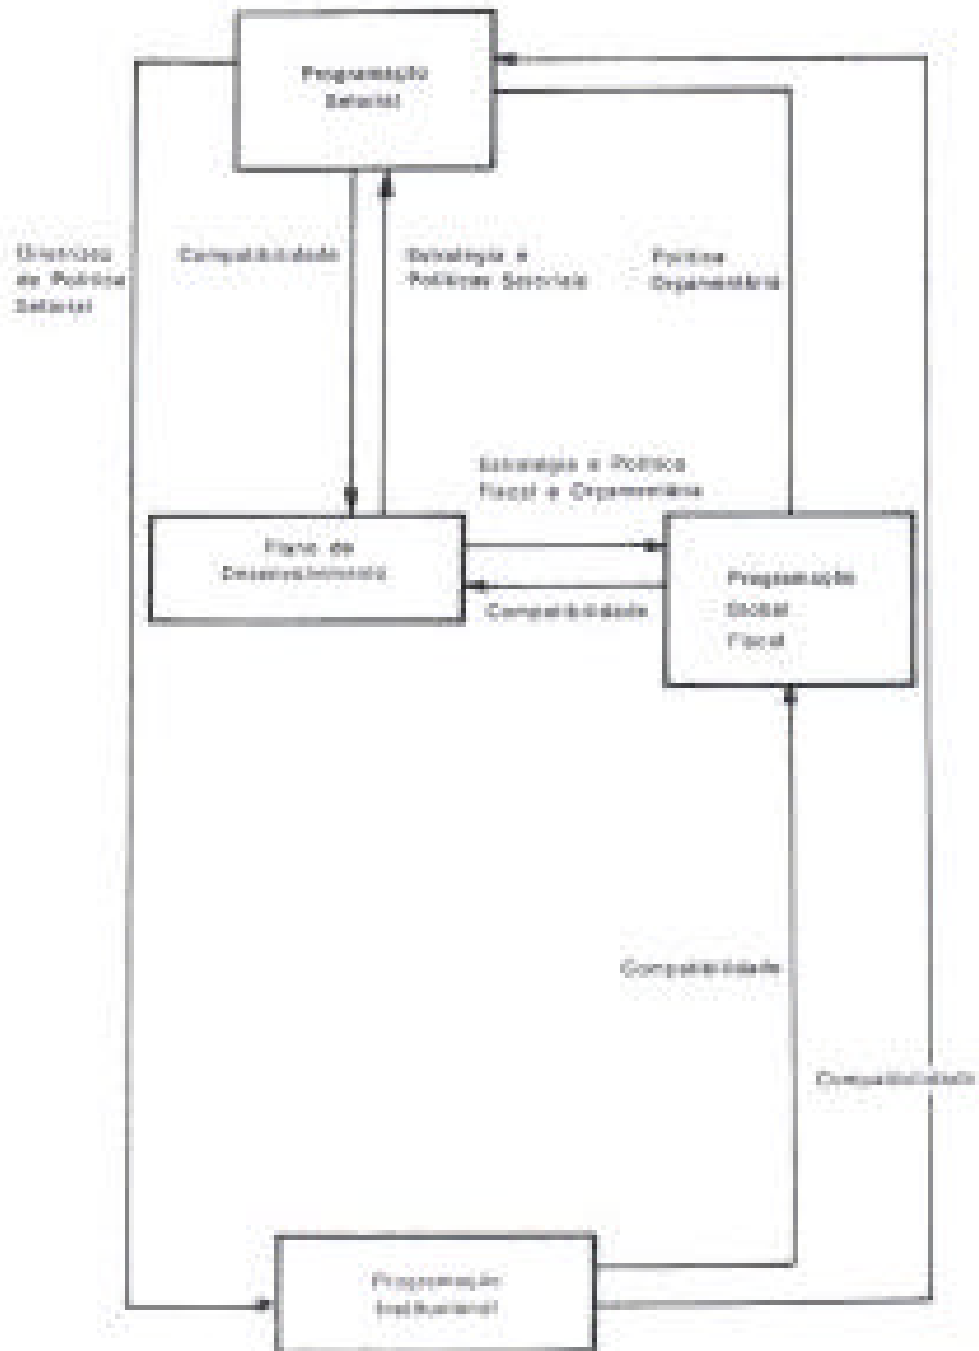 Programação
Setorial
Diretrizes
de Política
Setorial
Compatibilidade
Estratégia e
Políticas Setoriais
Política
Orçamentária
Estratégia e Política
Fiscal e Orçamentária
Plano de
Desenvolvimento
Compatibilidade
Programação
Global
Fiscal
Compatibilidade
Compatibilidade
Programação
Institucional